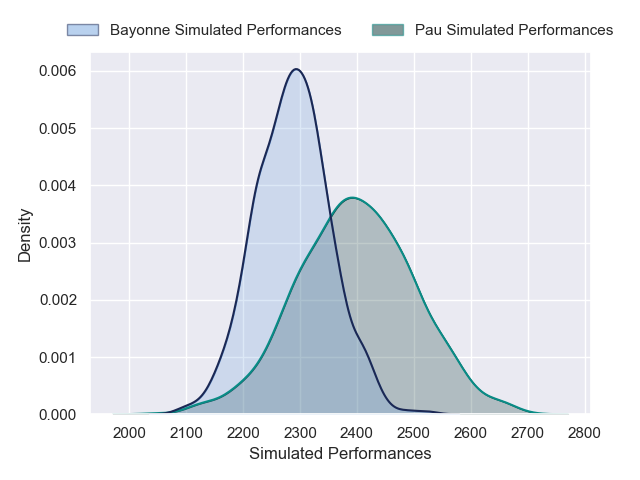 Bayonne Simulated Performances
Pau Simulated Performances
0.006
0.005
0.004
0.003
0.002
0.001
0.000
Density
2000 2100 2200 2300 2400 2500 2600 2700 2800
Simulated Performances